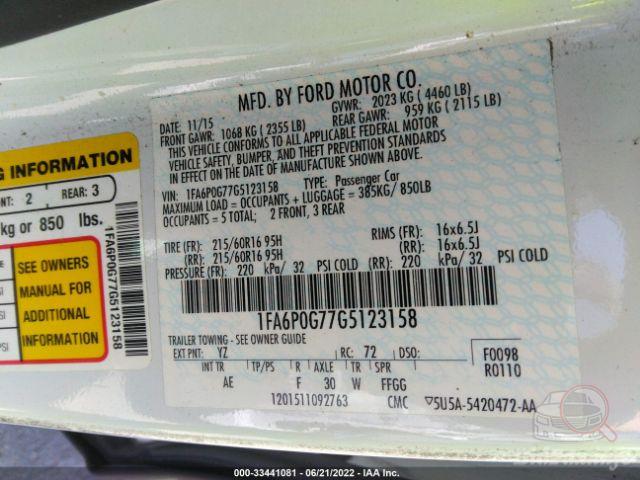 MFD. BY FORD MOTOR CO.
DATE: 11/15 GVWR: 2023 KG ( 4460 LB)
FRONT GAWR: 1068 KG ( 2355 LB) REAR GAWR: 959 KG ( 2115 LB)
THIS VEHICLE CONFORMS TO ALL APPLICABLE FEDERAL MOTOR
VEHICLE SAFETY, BUMPER, AND THEFT PREVENTION STANDARDS
IN EFFECT ON THE DATE OF MANUFACTURE SHOWN ABOVE.
VIN: 1FA6P0G77G5123158 TYPE: Passenger Car
MAXIMUM LOAD = OCCUPANTS + LUGGAGE = 385KG/ 850LB
OCCUPANTS = 5 TOTAL; 2 FRONT, 3 REAR
TIRE (FR): 215/60R16 95H RIMS (FR): 16x6.5J
(RR): 215/60R16 95H (RR): 16x6.5J
PRESSURE (FR): 220 kPa/ 32 PSI COLD (RR): 220 kPa/ 32 PSI COLD
1FA6P0G77G5123158
TRAILER TOWING - SEE OWNER GUIDE
EXT PNT: YZ RC: 72 DSO: F0098
R0110
INT TR TP/PS R AXLE TR SPR
AE F 30 W FFGG
1201511092763 CMC 5U5A-5420472-AA
G INFORMATION
NT: 2 REAR: 3
kg or 850 lbs.
SEE OWNERS
MANUAL FOR
ADDITIONAL
INFORMATION
SI
PSI
PSI
1FA6P0G77G5123158
000-33441081 - 06/21/2022 - IAA Inc.